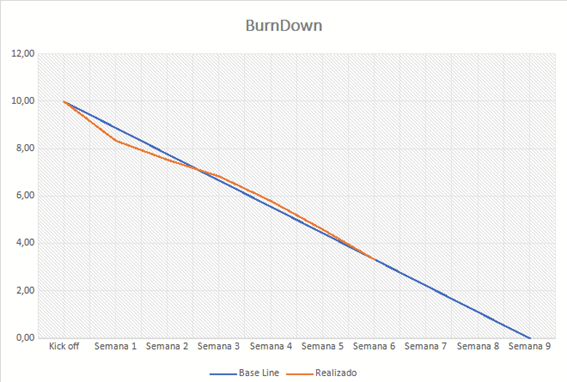 BurnDown
12,00
10,00
8,00
6,00
4,00
2,00
0,00
Kick off Semana 1 Semana 2 Semana 3 Semana 4 Semana 5 Semana 6 Semana 7 Semana 8 Semana 9
Base Line Realizado